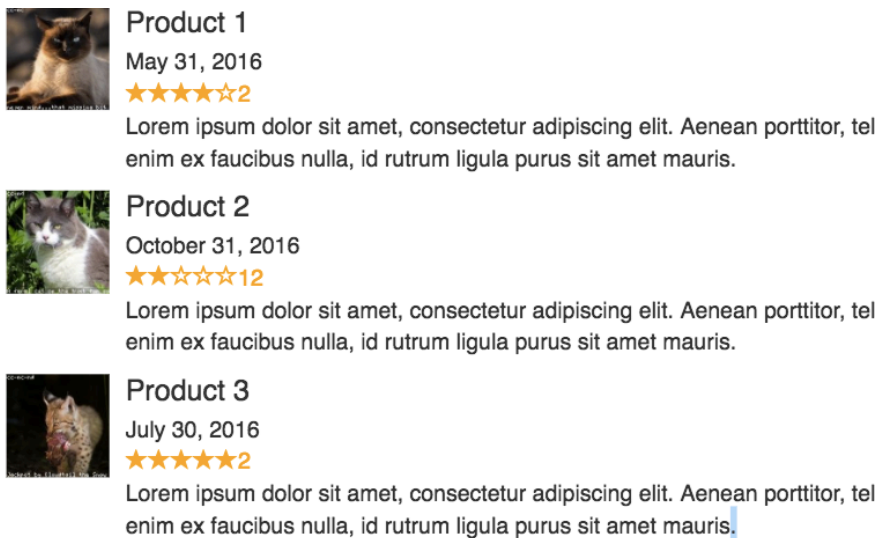 Product 1
May 31, 2016
★★★★☆2
Lorem ipsum dolor sit amet, consectetur adipiscing elit. Aenean porttitor, tel
enim ex faucibus nulla, id rutrum ligula purus sit amet mauris.
Product 2
October 31, 2016
★★☆☆☆12
Lorem ipsum dolor sit amet, consectetur adipiscing elit. Aenean porttitor, tel
enim ex faucibus nulla, id rutrum ligula purus sit amet mauris.
Product 3
July 30, 2016
★★★★★2
Lorem ipsum dolor sit amet, consectetur adipiscing elit. Aenean porttitor, tel
enim ex faucibus nulla, id rutrum ligula purus sit amet mauris.